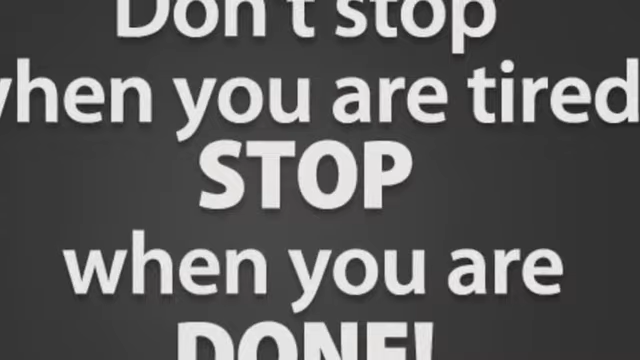 Don't stop
when you are tired
STOP
when you are
DONE!